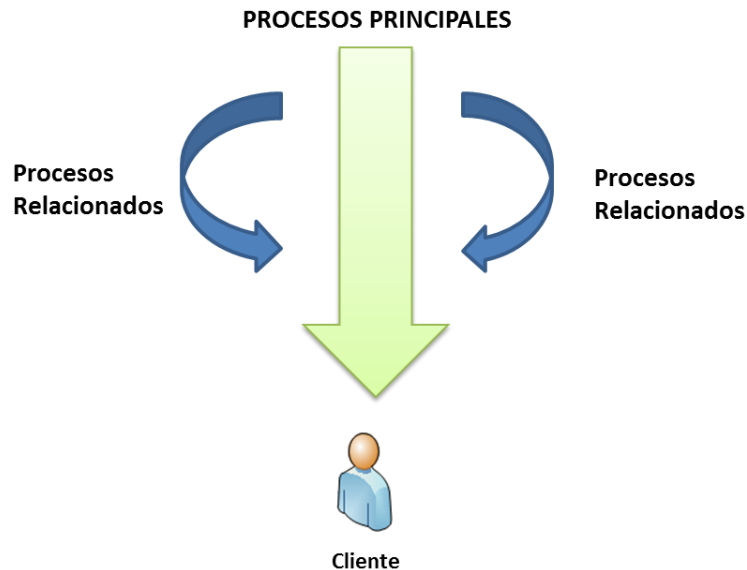 PROCESOS PRINCIPALES
Procesos
Relacionados
Procesos
Relacionados
Cliente